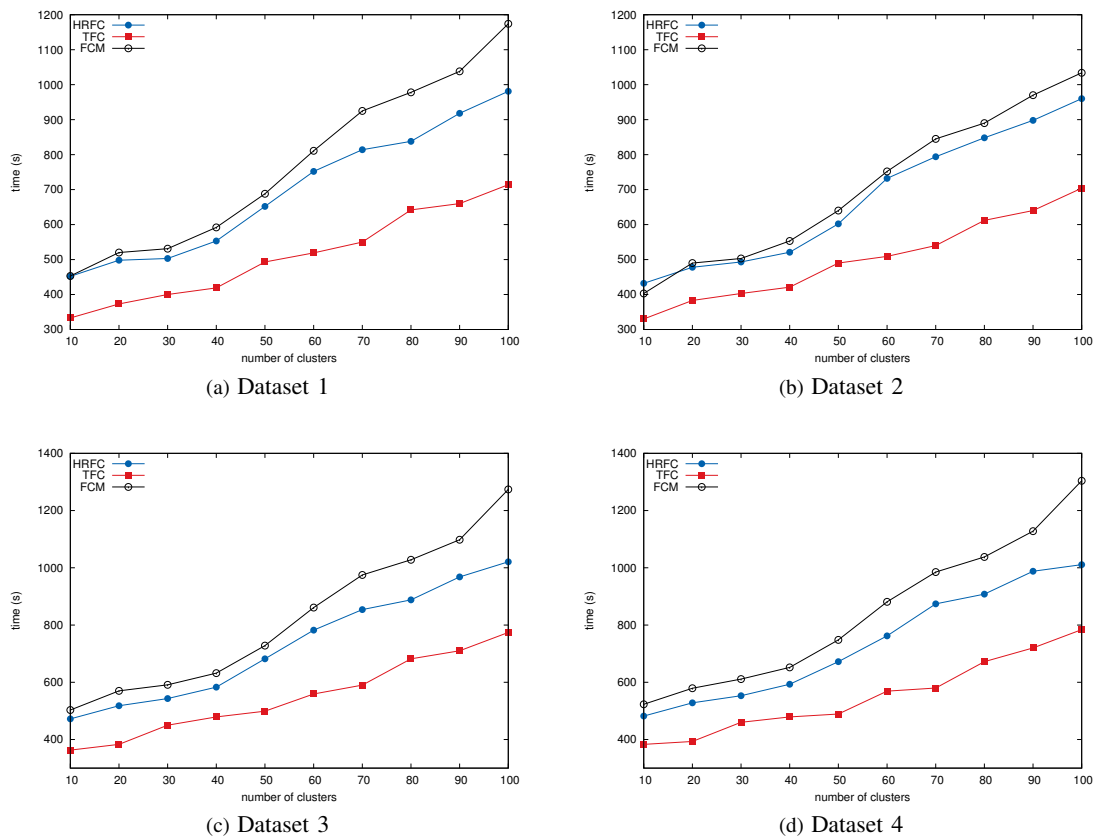 1200
1100
1000
900
800
700
600
500
400
300
time (s)
HRFC
TFC
FCM
10 20 30 40 50 60 70 80 90 100
number of clusters
(a) Dataset 1
1200
1100
1000
900
800
700
600
500
400
300
time (s)
HRFC
TFC
FCM
10 20 30 40 50 60 70 80 90 100
number of clusters
(b) Dataset 2
1400
1200
1000
800
600
400
time (s)
HRFC
TFC
FCM
10 20 30 40 50 60 70 80 90 100
number of clusters
(c) Dataset 3
1400
1200
1000
800
600
400
time (s)
HRFC
TFC
FCM
10 20 30 40 50 60 70 80 90 100
number of clusters
(d) Dataset 4